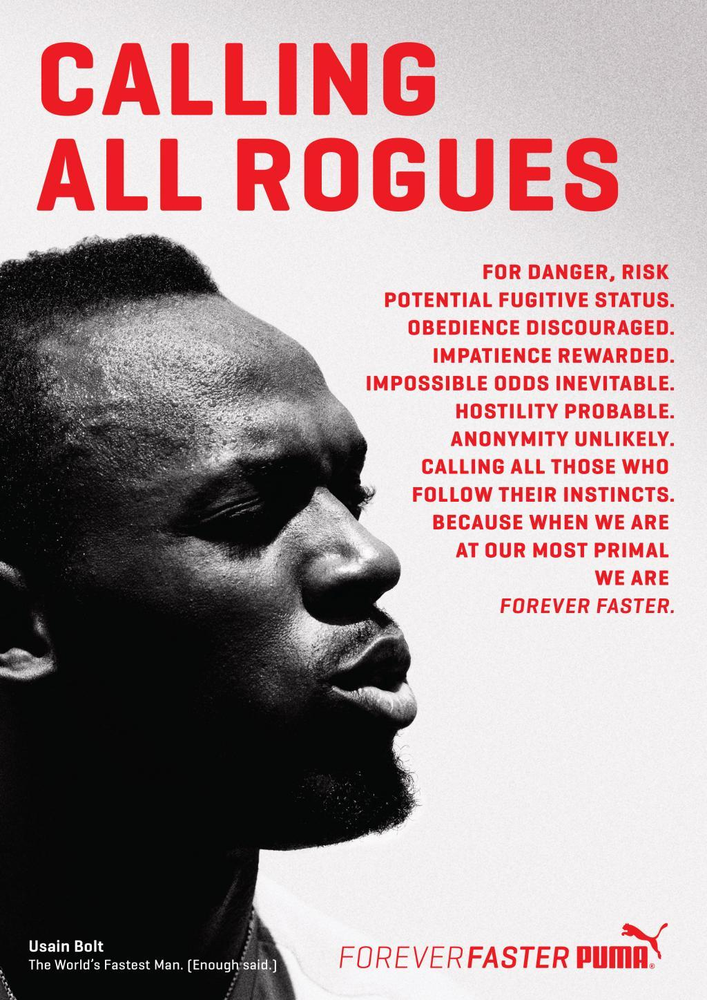 CALLING
ALL ROGUES
FOR DANGER, RISK
POTENTIAL FUGITIVE STATUS.
OBEDIENCE DISCOURAGED.
IMPATIENCE REWARDED.
IMPOSSIBLE ODDS INEVITABLE.
HOSTILITY PROBABLE.
ANONYMITY UNLIKELY.
CALLING ALL THOSE WHO
FOLLOW THEIR INSTINCTS.
BECAUSE WHEN WE ARE
AT OUR MOST PRIMAL
WE ARE
FOREVER FASTER.
Usain Bolt
The World's Fastest Man. (Enough said.)
FOREVERFASTER PUMA®